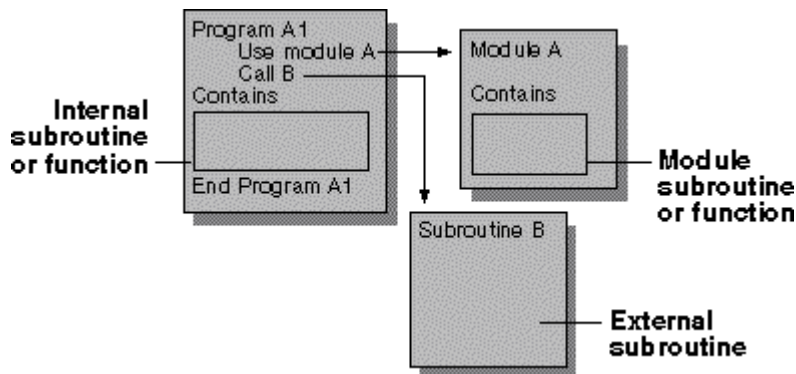 Program A1
Use module A
Call B
Contains
End Program A1
Internal
subroutine
or function
Module A
Contains
Module
subroutine
or function
Subroutine B
External
subroutine